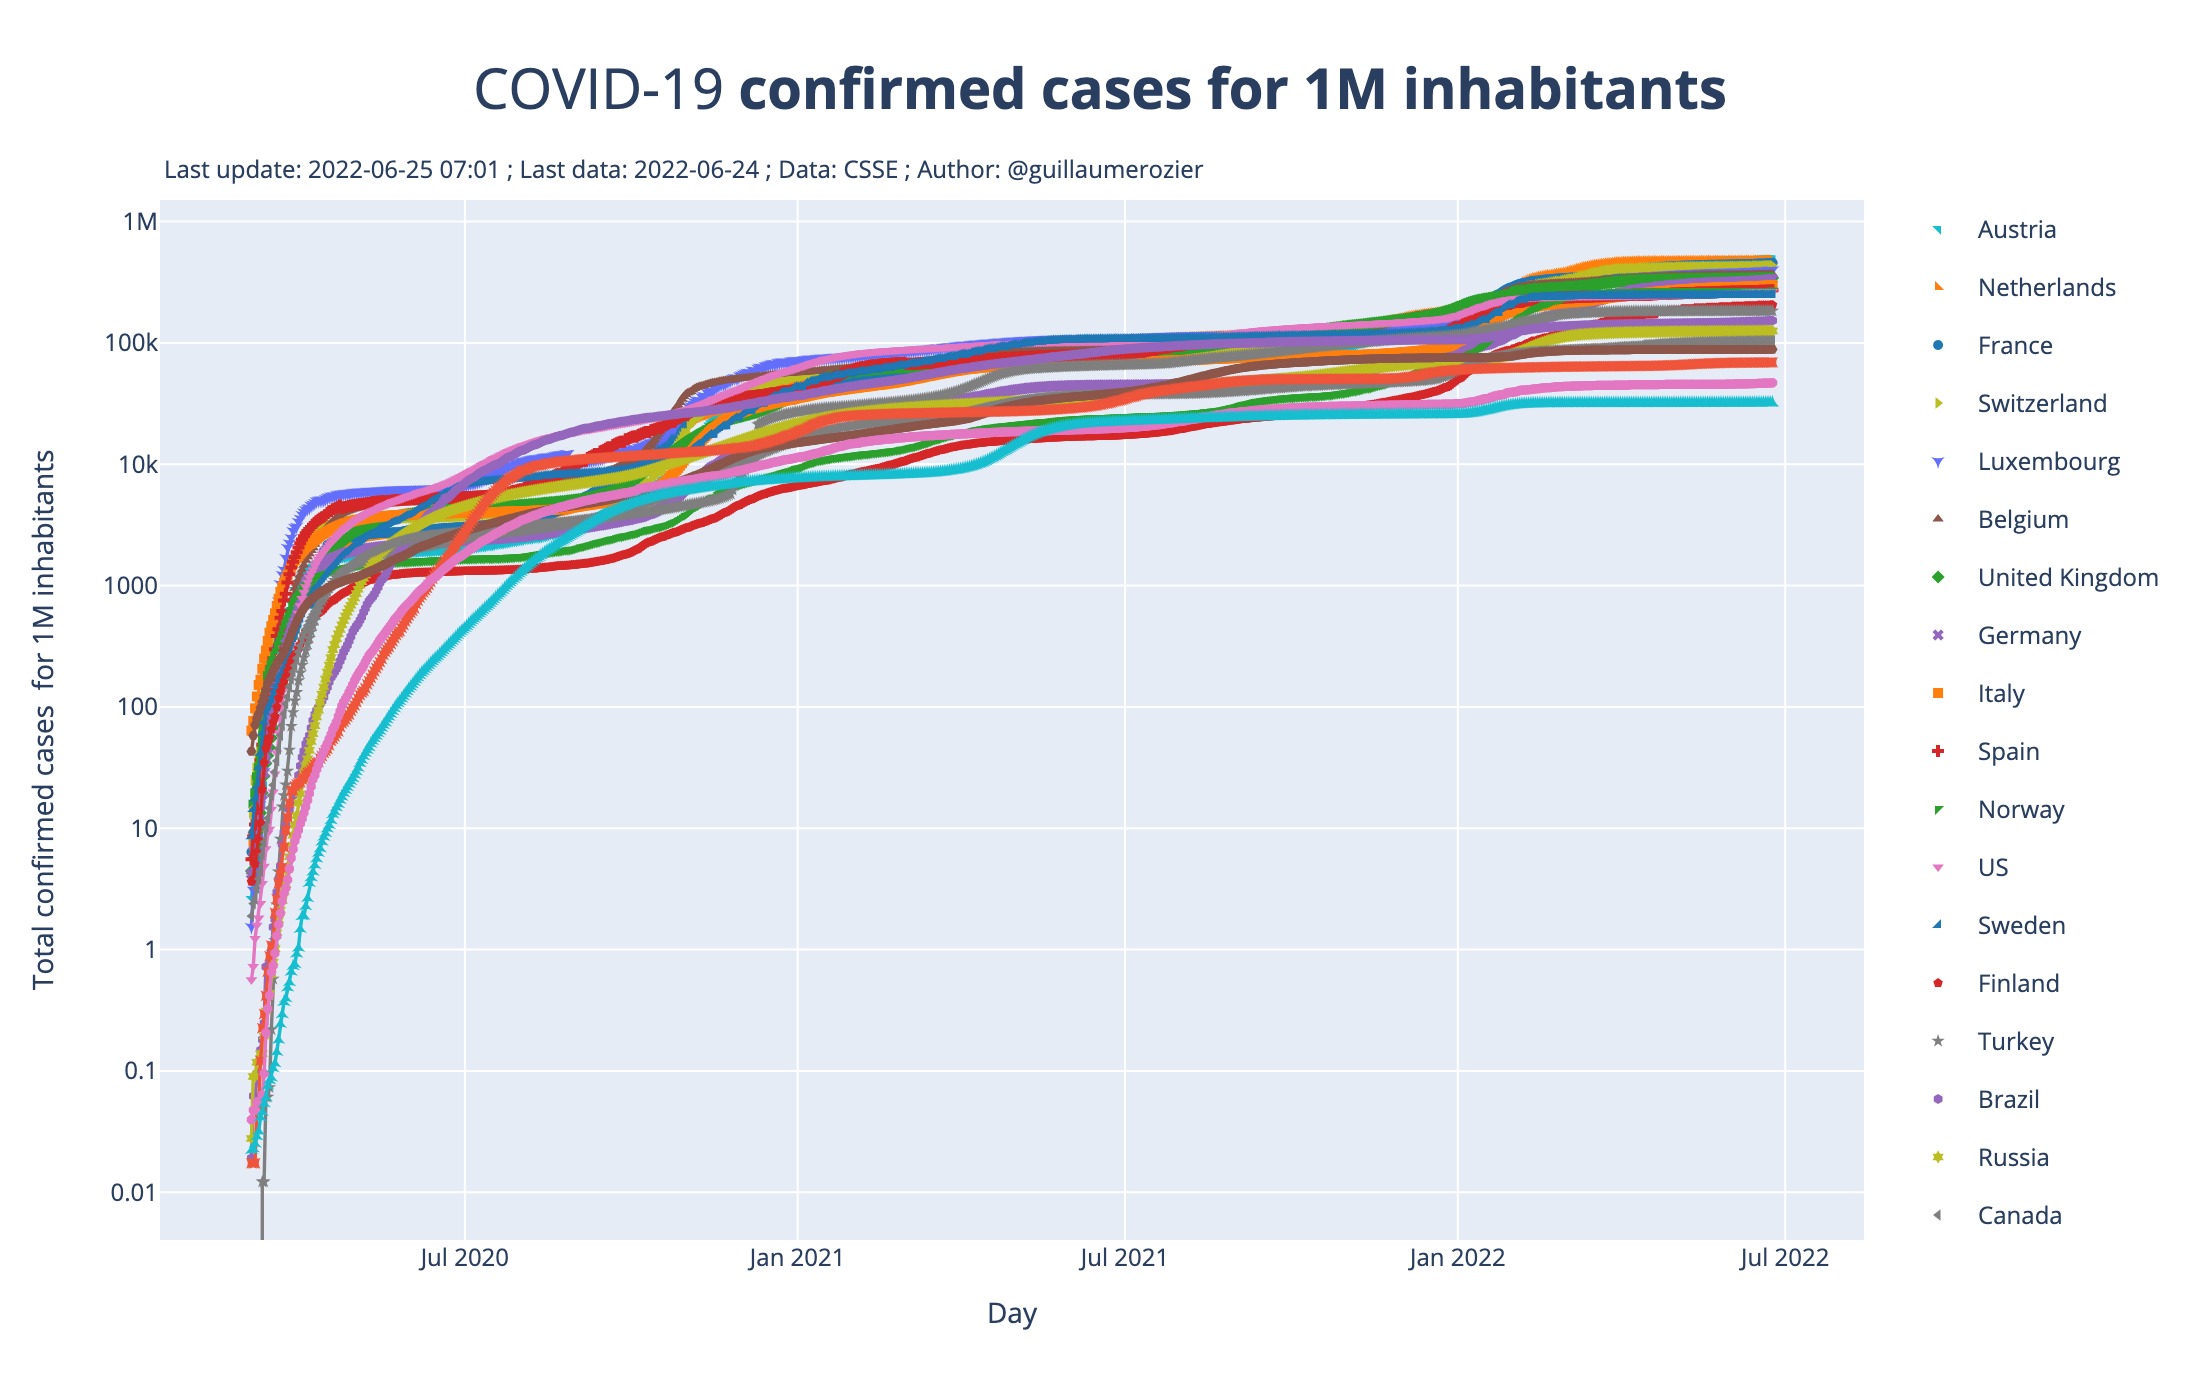 COVID-19 confirmed cases for 1M inhabitants
Last update: 2022-06-25 07:01 ; Last data: 2022-06-24 ; Data: CSSE ; Author: @guillaumerozier
Total confirmed cases for 1M inhabitants
1M
100k
10k
1000
100
10
1
0.1
0.01
Jul 2020
Jan 2021
Jul 2021
Jan 2022
Jul 2022
Day
Austria
Netherlands
France
Switzerland
Luxembourg
Belgium
United Kingdom
Germany
Italy
Spain
Norway
US
Sweden
Finland
Turkey
Brazil
Russia
Canada